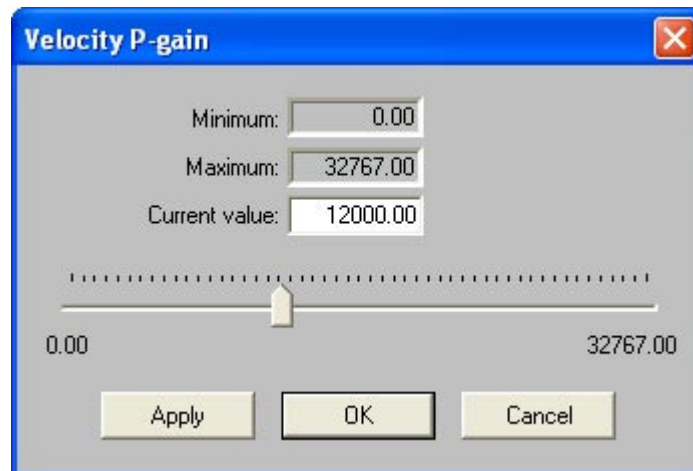 Velocity P-gain
Minimum: 0.00
Maximum: 32767.00
Current value: 12000.00
0.00 32767.00
Apply OK Cancel